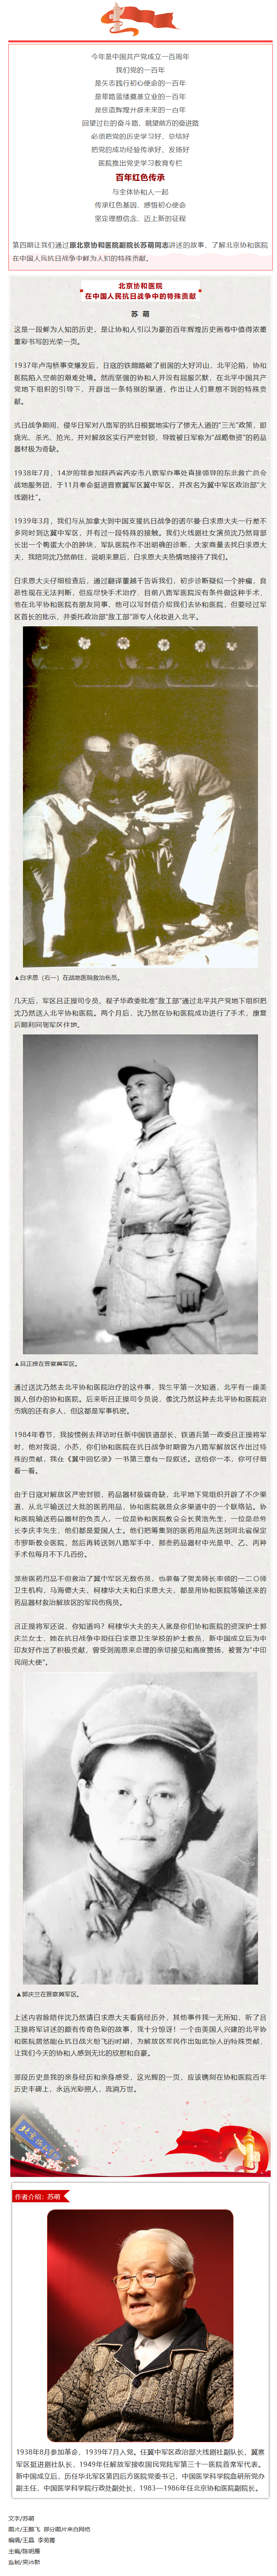 今年是中国共产党成立一百周年
我们党的一百年
是矢志践行初心使命的一百年
是筚路蓝缕奠基立业的一百年
是创造辉煌开辟未来的一百年
回望过往的奋斗路，眺望前方的奋进路
必须把党的历史学习好、总结好
把党的成功经验传承好、发扬好
医院推出党史学习教育专栏
百年红色传承
与全体协和人一起
传承红色基因，感悟初心使命
坚定理想信念，迈上新的征程
第四期让我们通过原北京协和医院副院长苏萌同志讲述的故事，了解北京协和医院
在中国人民抗日战争中鲜为人知的特殊贡献。
北京协和医院
在中国人民抗日战争中的特殊贡献
苏 萌
这是一段鲜为人知的历史，是让协和人引以为豪的百年辉煌历史画卷中值得浓墨
重彩书写的光荣一页。
1937年卢沟桥事变爆发后，日寇的铁蹄踏破了祖国的大好河山，北平沦陷，协和
医院陷入空前的艰难处境。然而坚强的协和人并没有屈服沉默，在北平中国共产
党地下组织的引导下，开辟出一条特别的渠道，作出让人们意想不到的特殊贡
献。
抗日战争期间，侵华日军对八路军的抗日根据地实行了惨无人道的“三光”政策，即
烧光、杀光、抢光，并对解放区实行严密封锁，导致被日军称为“战略物资”的药品
器材极为奇缺。
1938年7月，14岁的我参加陕西省西安市八路军办事处直接领导的东北救亡总会
战地服务团，于11月奉命挺进晋冀军区冀中军区，并改名为冀中军区政治部“火
线剧社”。
1939年3月，我们与从加拿大到中国支援抗日战争的诺尔曼·白求恩大夫一行差不
多同时到达冀中军区，并有过一段特殊的接触。我们火线剧社女演员沈乃然背部
长出一个鸭蛋大小的肿块，军队医院作不出明确的诊断，大家商量去找白求恩大
夫，我陪同沈乃然前往，说明来意后，白求恩大夫热情地接待了我们。
白求恩大夫仔细检查后，通过翻译董越千告诉我们，初步诊断疑似一个肿瘤，良
恶性现在无法判断，但应尽快手术治疗，目前八路军医院没有条件做这种手术，
他在北平协和医院有朋友同事，他可以写封信介绍我们去协和医院，但要经过军
区首长的批示，并委托政治部“敌工部”派专人化妆进入北平。
▲白求恩（右一）在战地医院救治伤员。
几天后，军区吕正操司令员、程子华政委批准“敌工部”通过北平共产党地下组织把
沈乃然送入北平协和医院。两个月后，沈乃然在协和医院成功进行了手术，康复
后顺利回到军区住地。
▲吕正操在晋察冀军区。
通过送沈乃然去北平协和医院治疗的这件事，我生平第一次知道，北平有一座美
国人创办的协和医院。后来听吕正操司令员说，像沈乃然这种去北平协和医院治
伤病的还有多人，但这都是军事机密。
1984年春节，我按惯例去拜访时任新中国铁道部长、铁道兵第一政委吕正操将军
时，他对我说，小苏，你们协和医院在抗日战争时期曾为八路军解放区作出过特
殊的贡献，我在《冀中回忆录》一书第三章有一段叙述。送给你一本，你可仔细
看一看。
由于日寇对解放区严密封锁，药品器材极端奇缺，北平地下党组织开辟了不少渠
道，从北平输送过大批的医药用品，协和医院就是众多渠道中的一个联络站。协
和医院输送药品器材的负责人，一位是协和医院教会会长黄浩先生，一位是总务
长李庆丰先生，他们都是爱国人士。他们把筹集到的医药用品先送到河北省保定
市罗斯教会医院，然后再转送到八路军手中，那些药品器材中光是甲、乙、丙种
手术包每月不下几百份。
那些医药用品不但救治了冀中军区无数伤员，也装备了贺龙师长率领的一二〇师
卫生机构，马海德大夫、柯棣华大夫和白求恩大夫，都是用协和医院等输送来的
药品器材救治解放区的军民伤病员。
吕正操将军还说，你知道吗？柯棣华大夫的夫人就是你们协和医院的资深护士郭
庆兰女士，她在抗日战争中担任白求恩卫生学校的护士教员，新中国成立后为中
印友好作出了积极贡献，曾受到周恩来总理的亲切接见和高度赞扬，被誉为“中印
民间大使”。
▲郭庆兰在晋察冀军区。
上述内容除陪伴沈乃然请白求恩大夫看病经历外，其他事件我一无所知，听了吕
正操将军讲述的颇有传奇色彩的故事，我十分惊讶！一个由美国人兴建的北平协
和医院居然能在抗日战火纷飞的时期，为解放区军民作出如此惊人的特殊贡献，
让我们今天的协和人感到无比的欣慰和自豪。
那段历史是我的亲身经历和亲身感受，这光辉的一页，应该镌刻在协和医院百年
历史丰碑上，永远光彩照人，流淌万世。
作者介绍：苏萌
1938年8月参加革命，1939年7月入党。任冀中军区政治部火线剧社副队长、冀察
军区挺进剧社队长，1949年任解放军接收国民党陆军第三十一医院首席军代表。
新中国成立后，历任华北军区第四后方医院党委书记，中国医学科学院血研所党办
副主任，中国医学科学院行政处副处长，1983—1986年任北京协和医院副院长。
文字/苏萌
图片/王鹏飞 部分图片来自网络
编辑/王晶 李苑菁
主编/陈明雁
监制/吴沛新